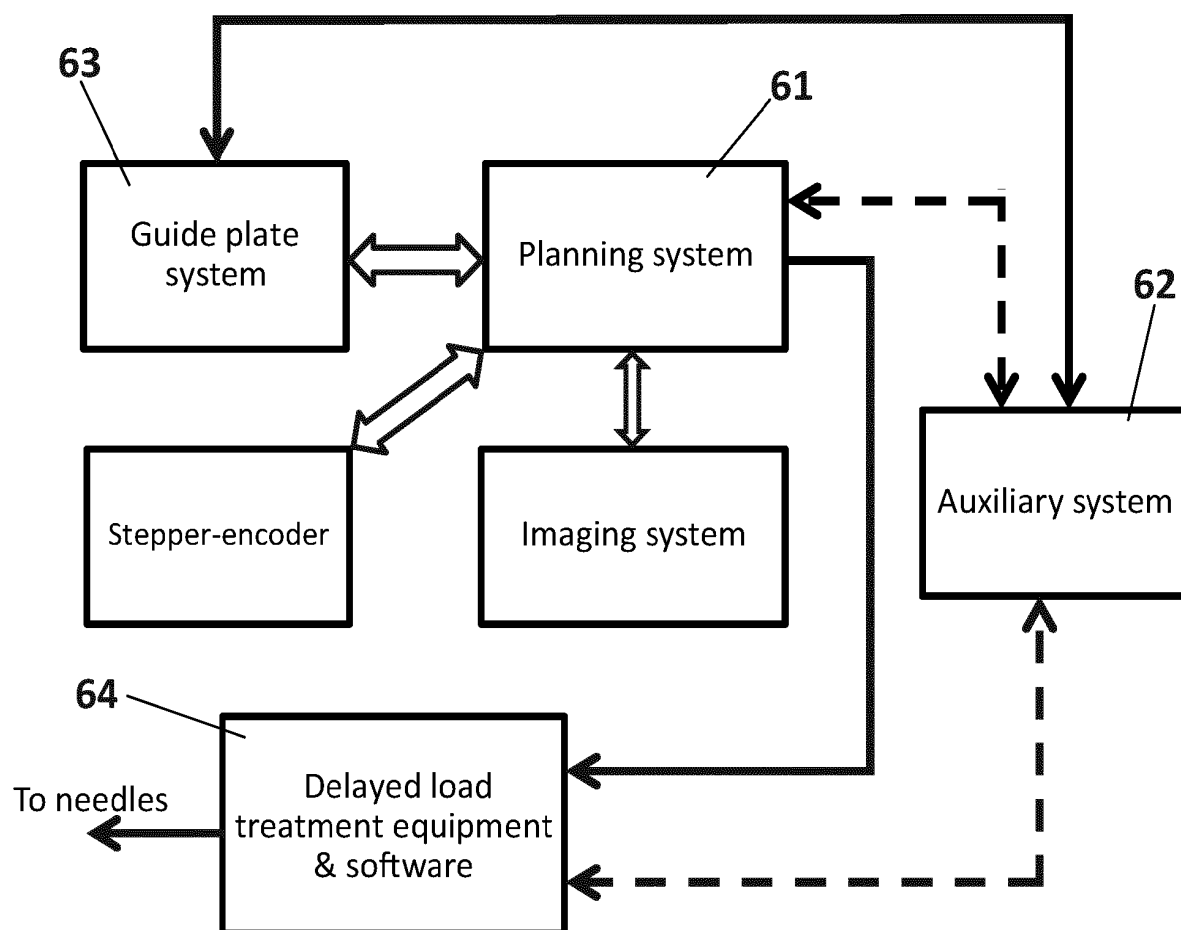 63
61
Guide plate
system
Planning system
62
Stepper-encoder
Imaging system
Auxiliary system
64
To needles
Delayed load
treatment equipment
& software